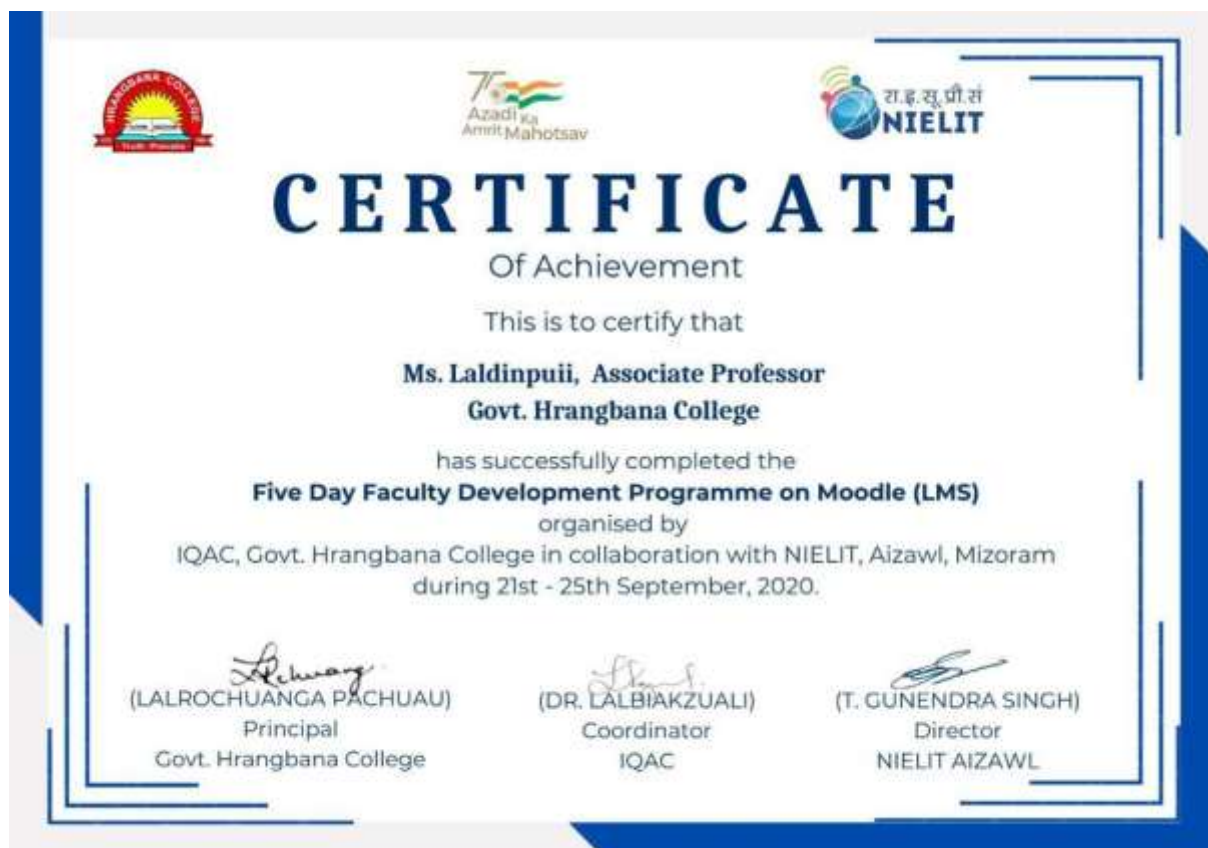 HRANGBANA COLLEGE
75
Azadi Ka
Amrit Mahotsav
रा.इ.सू.प्रौ.सं
NIELIT
CERTIFICATE
Of Achievement
This is to certify that
Ms. Laldinpuii, Associate Professor
Govt. Hrangbana College
has successfully completed the
Five Day Faculty Development Programme on Moodle (LMS)
organised by
IQAC, Govt. Hrangbana College in collaboration with NIELIT, Aizawl, Mizoram
during 21st - 25th September, 2020.
(LALROCHUANGA PACHUAU)
Principal
Govt. Hrangbana College
(DR. LALBIAKZUALI)
Coordinator
IQAC
(T. GUNENDRA SINGH)
Director
NIELIT AIZAWL